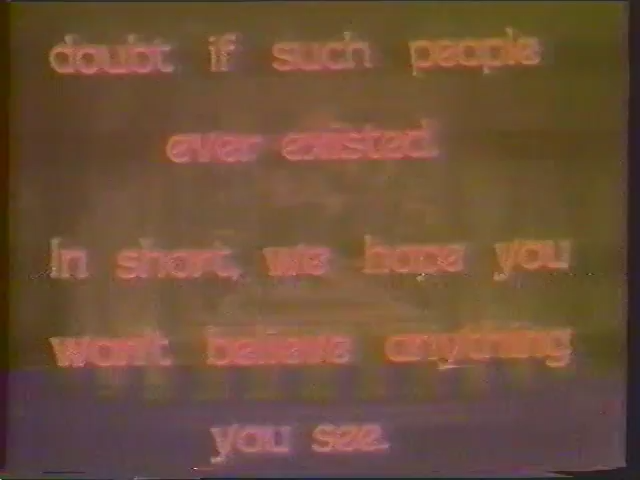 doubt if such people
ever existed.
In short, we hope you
won't believe anything
you see.